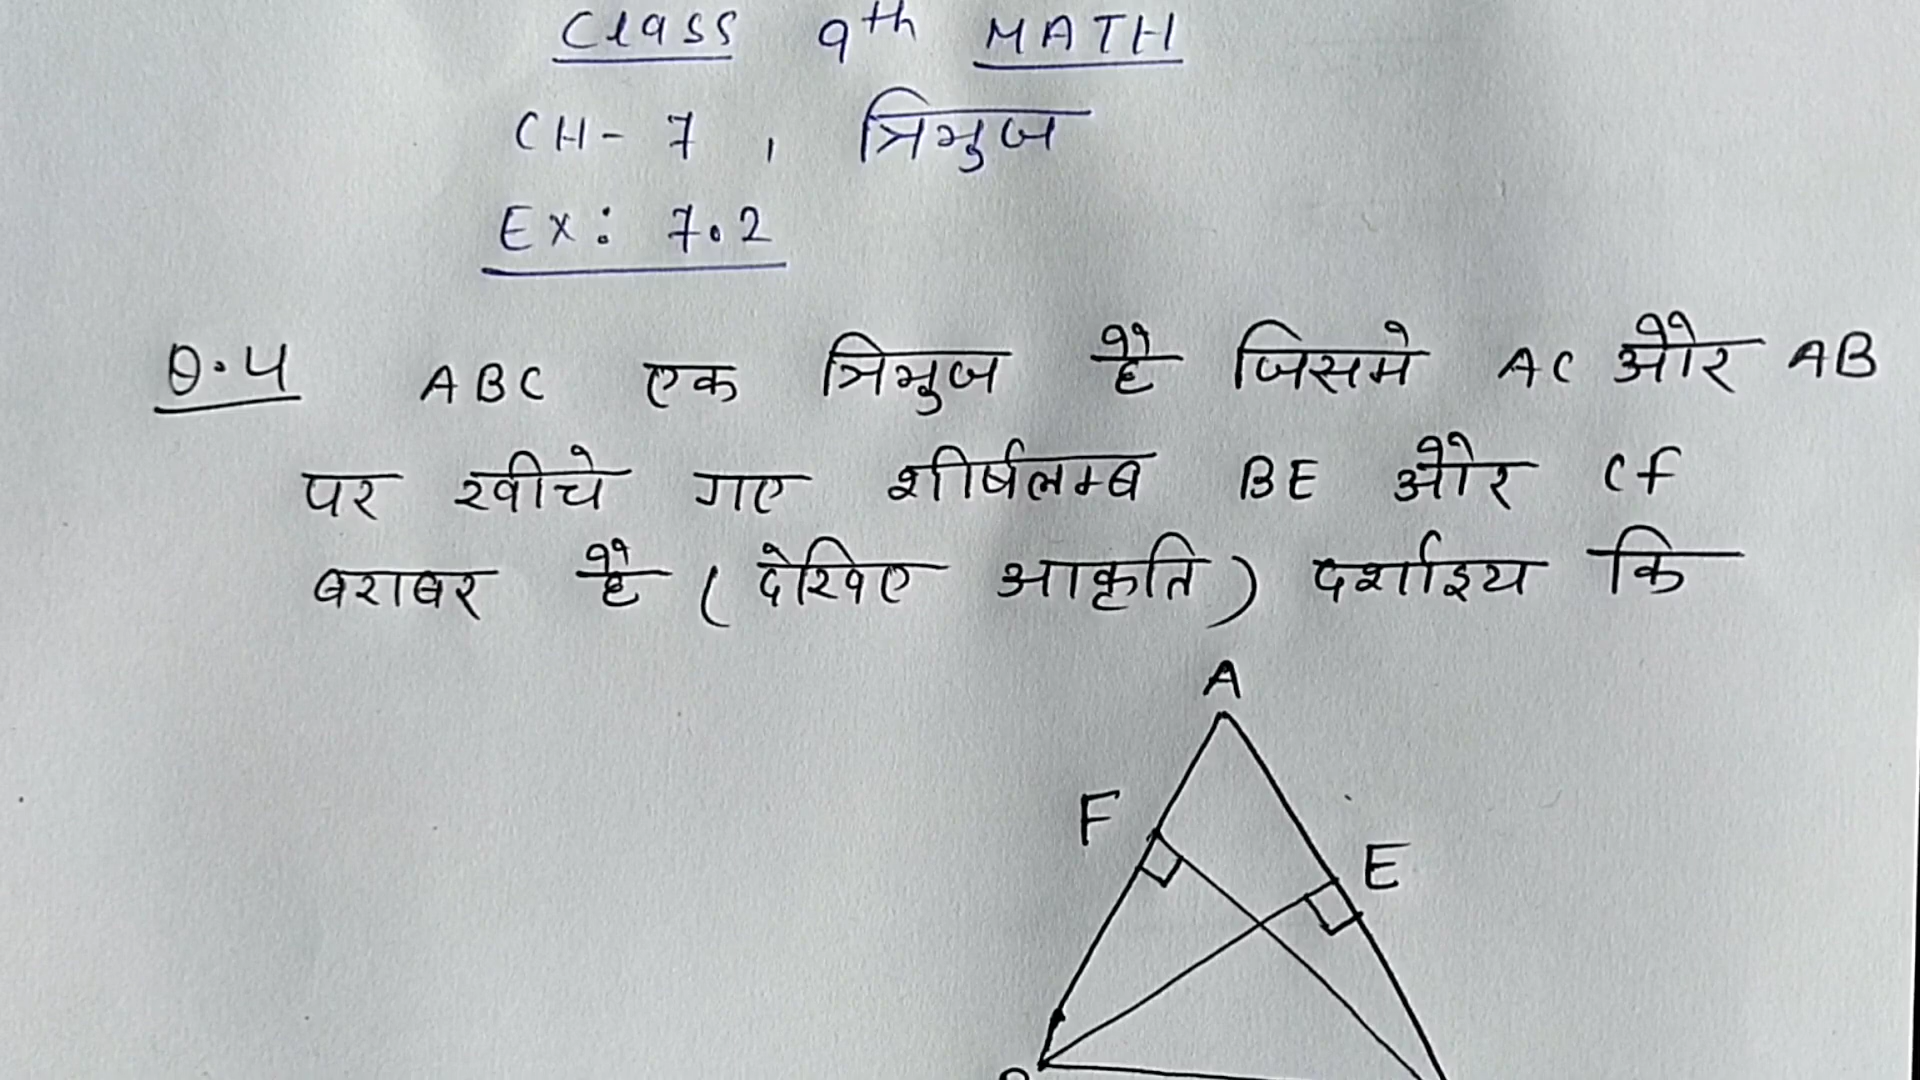 Class 9th MATH
CH- 7 , त्रिभुज
Ex: 7.2
Q.4 ABC एक त्रिभुज है जिसमे AC और AB
पर खीचे गए शीर्षलम्ब BE और CF
बराबर है ( देखिए आकृति ) दर्शाइय कि
A
F
E